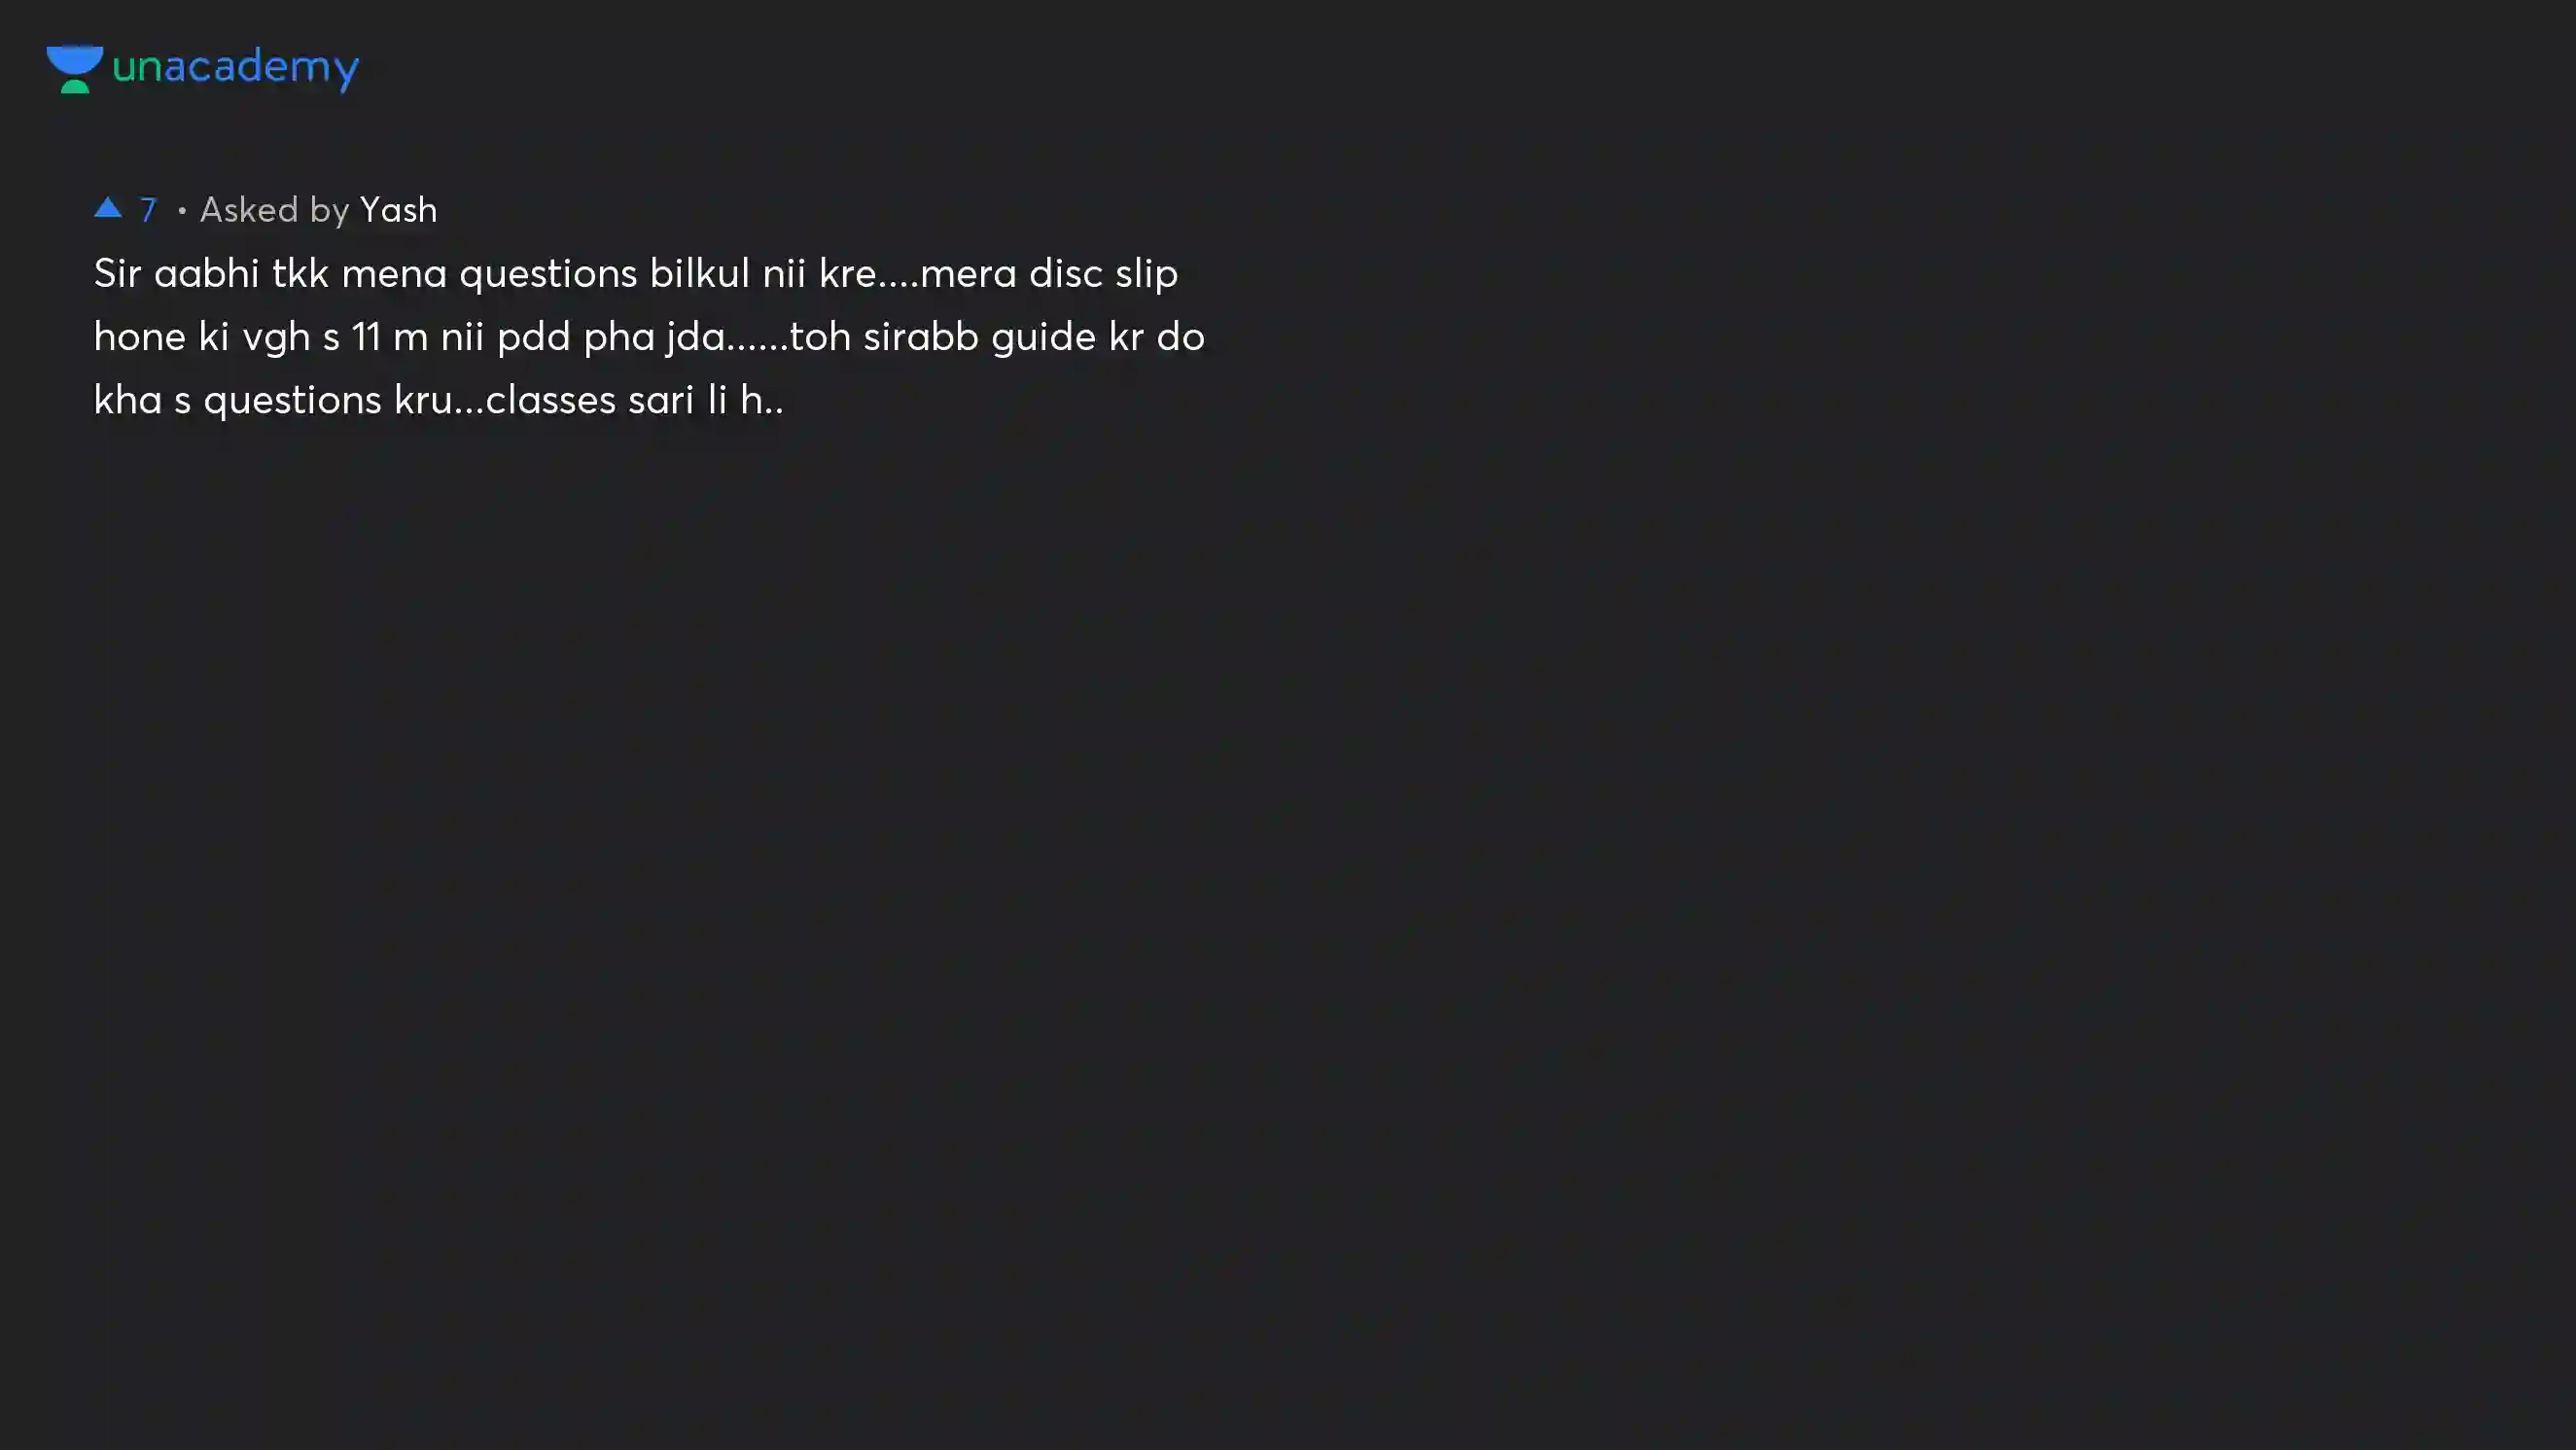 unacademy
▲ 7 • Asked by Yash
Sir aabhi tkk mena questions bilkul nii kre....mera disc slip
hone ki vgh s 11 m nii pdd pha jda......toh sirabb guide kr do
kha s questions kru...classes sari li h..